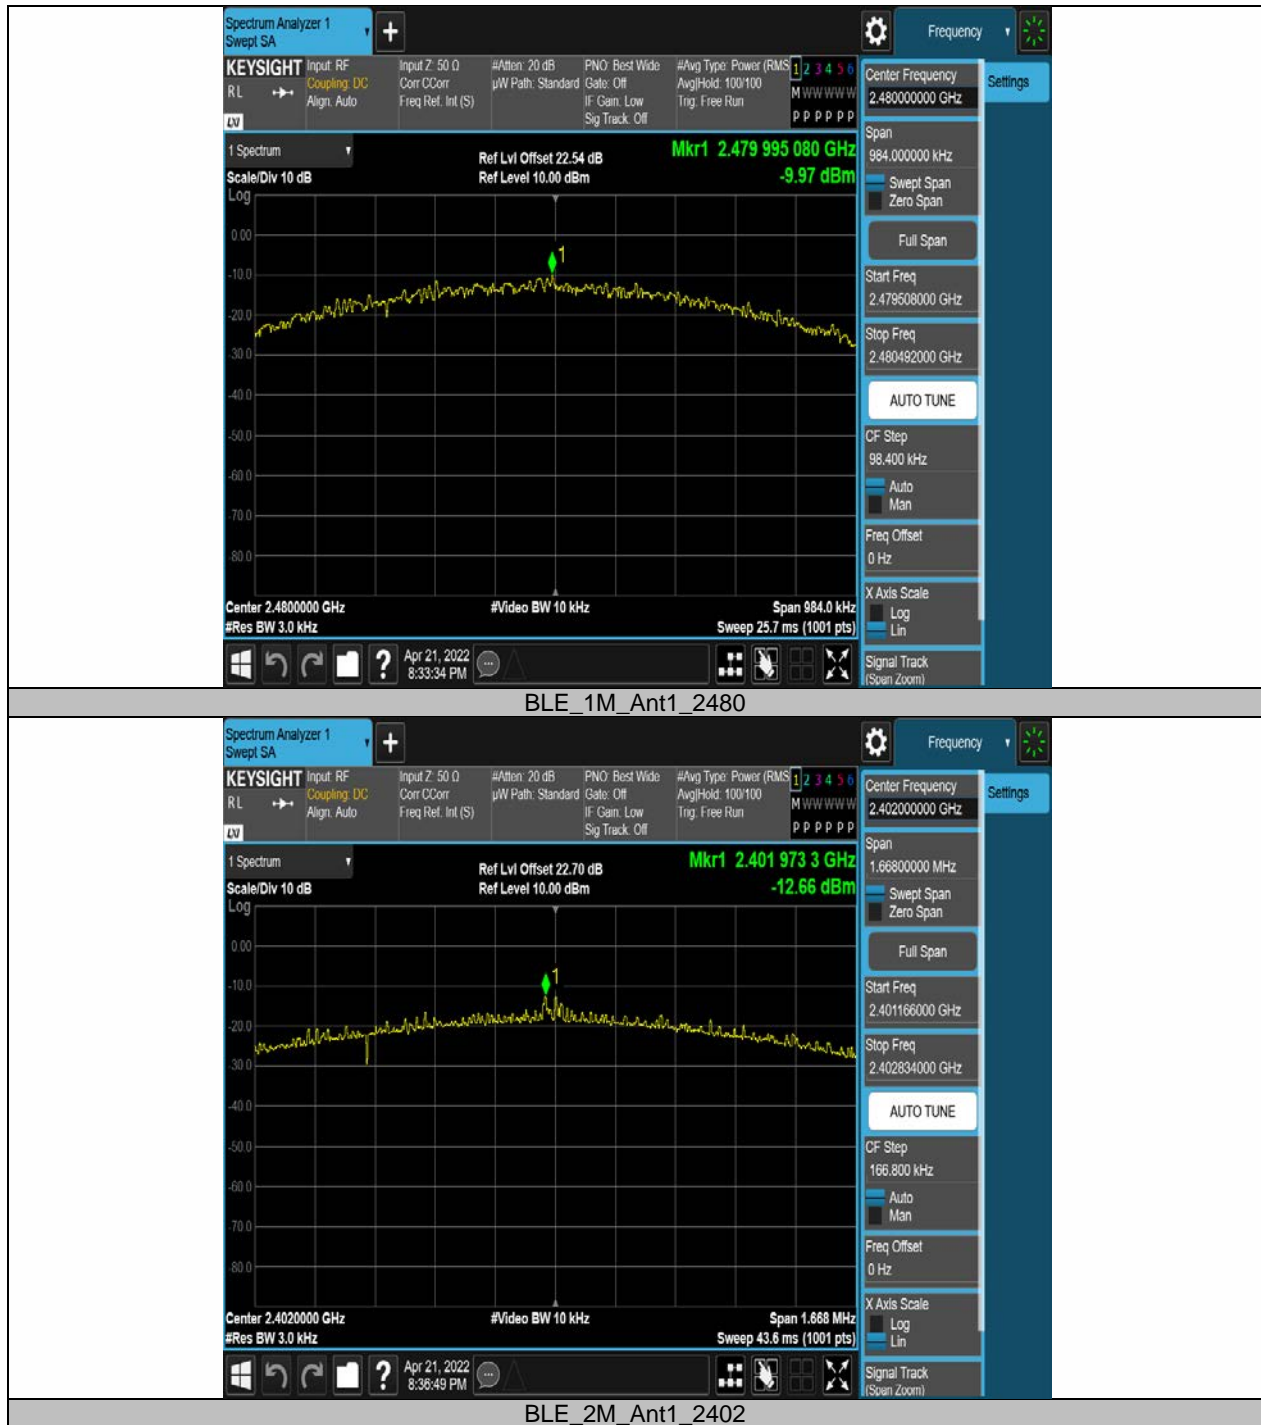 Spectrum Analyzer 1
Swept SA
+
Frequency
KEYSIGHT
RL
LXI
Input: RF
Coupling: DC
Align: Auto
Input Z: 50 Ω
Corr CCorr
Freq Ref: Int (S)
#Atten: 20 dB
µW Path: Standard
PNO: Best Wide
Gate: Off
IF Gain: Low
Sig Track: Off
#Avg Type: Power (RMS
Avg|Hold: 100/100
Trig: Free Run
1 2 3 4 5 6
M W W W W W
P P P P P P
1 Spectrum
Scale/Div 10 dB
Ref Lvl Offset 22.54 dB
Ref Level 10.00 dBm
Mkr1 2.479 995 080 GHz
-9.97 dBm
Log
0.00
-10.0
-20.0
-30.0
-40.0
-50.0
-60.0
-70.0
-80.0
1
Center 2.4800000 GHz
#Res BW 3.0 kHz
#Video BW 10 kHz
Span 984.0 kHz
Sweep 25.7 ms (1001 pts)
Center Frequency
2.480000000 GHz
Settings
Span
984.000000 kHz
Swept Span
Zero Span
Full Span
Start Freq
2.479508000 GHz
Stop Freq
2.480492000 GHz
AUTO TUNE
CF Step
98.400 kHz
Auto
Man
Freq Offset
0 Hz
X Axis Scale
Log
Lin
Signal Track
(Span Zoom)
?
Apr 21, 2022
8:33:34 PM
BLE_1M_Ant1_2480
Spectrum Analyzer 1
Swept SA
+
Frequency
KEYSIGHT
RL
LXI
Input: RF
Coupling: DC
Align: Auto
Input Z: 50 Ω
Corr CCorr
Freq Ref: Int (S)
#Atten: 20 dB
µW Path: Standard
PNO: Best Wide
Gate: Off
IF Gain: Low
Sig Track: Off
#Avg Type: Power (RMS
Avg|Hold: 100/100
Trig: Free Run
1 2 3 4 5 6
M W W W W W
P P P P P P
1 Spectrum
Scale/Div 10 dB
Ref Lvl Offset 22.70 dB
Ref Level 10.00 dBm
Mkr1 2.401 973 3 GHz
-12.66 dBm
Log
0.00
-10.0
-20.0
-30.0
-40.0
-50.0
-60.0
-70.0
-80.0
1
Center 2.4020000 GHz
#Res BW 3.0 kHz
#Video BW 10 kHz
Span 1.668 MHz
Sweep 43.6 ms (1001 pts)
Center Frequency
2.402000000 GHz
Settings
Span
1.66800000 MHz
Swept Span
Zero Span
Full Span
Start Freq
2.401166000 GHz
Stop Freq
2.402834000 GHz
AUTO TUNE
CF Step
166.800 kHz
Auto
Man
Freq Offset
0 Hz
X Axis Scale
Log
Lin
Signal Track
(Span Zoom)
?
Apr 21, 2022
8:36:49 PM
BLE_2M_Ant1_2402